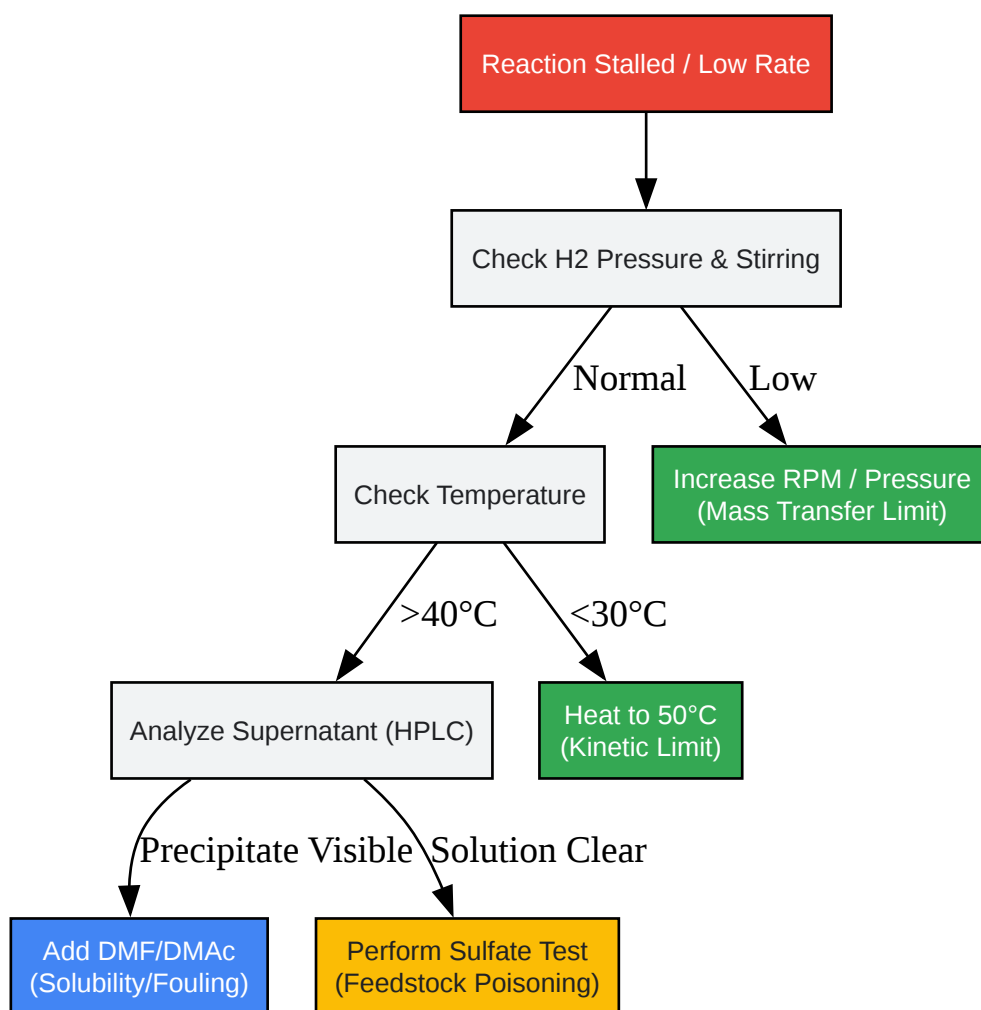 Reaction Stalled / Low Rate
Check H2 Pressure & Stirring
Normal
Low
Check Temperature
Increase RPM / Pressure
(Mass Transfer Limit)
>40°C
<30°C
Analyze Supernatant (HPLC)
Heat to 50°C
(Kinetic Limit)
Precipitate Visible
Solution Clear
Add DMF/DMAc
(Solubility/Fouling)
Perform Sulfate Test
(Feedstock Poisoning)